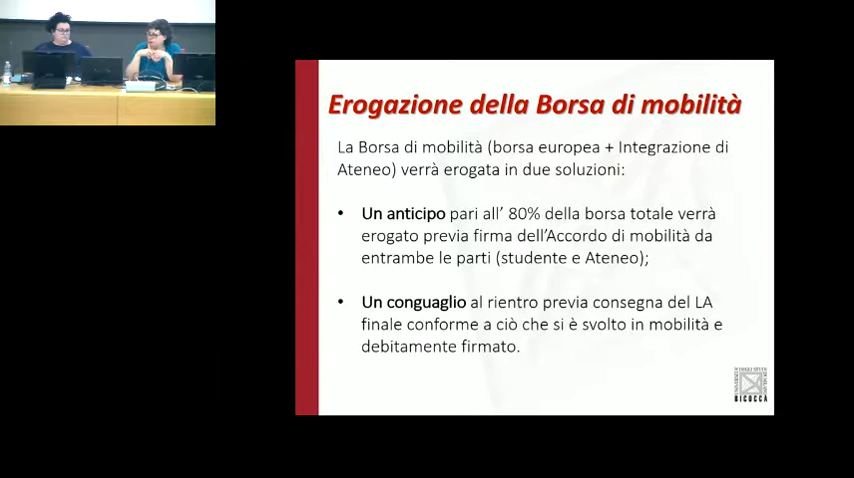 Erogazione della Borsa di mobilità
La Borsa di mobilità (borsa europea + Integrazione di
Ateneo) verrà erogata in due soluzioni:
• Un anticipo pari all' 80% della borsa totale verrà
erogato previa firma dell'Accordo di mobilità da
entrambe le parti (studente e Ateneo);
• Un conguaglio al rientro previa consegna del LA
finale conforme a ciò che si è svolto in mobilità e
debitamente firmato.
BICOCCA